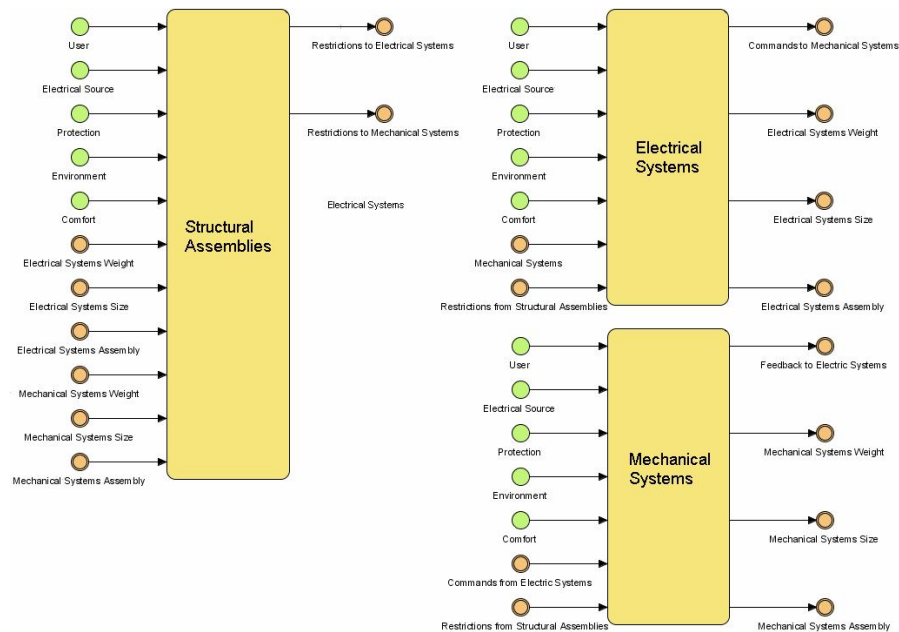 User
Electrical Source
Protection
Environment
Comfort
Electrical Systems Weight
Electrical Systems Size
Electrical Systems Assembly
Mechanical Systems Weight
Mechanical Systems Size
Mechanical Systems Assembly
Structural
Assemblies
Restrictions to Electrical Systems
Restrictions to Mechanical Systems
Electrical Systems
User
Electrical Source
Protection
Environment
Comfort
Mechanical Systems
Restrictions from Structural Assemblies
Electrical
Systems
Commands to Mechanical Systems
Electrical Systems Weight
Electrical Systems Size
Electrical Systems Assembly
User
Electrical Source
Protection
Environment
Comfort
Commands from Electric Systems
Restrictions from Structural Assemblies
Mechanical
Systems
Feedback to Electric Systems
Mechanical Systems Weight
Mechanical Systems Size
Mechanical Systems Assembly